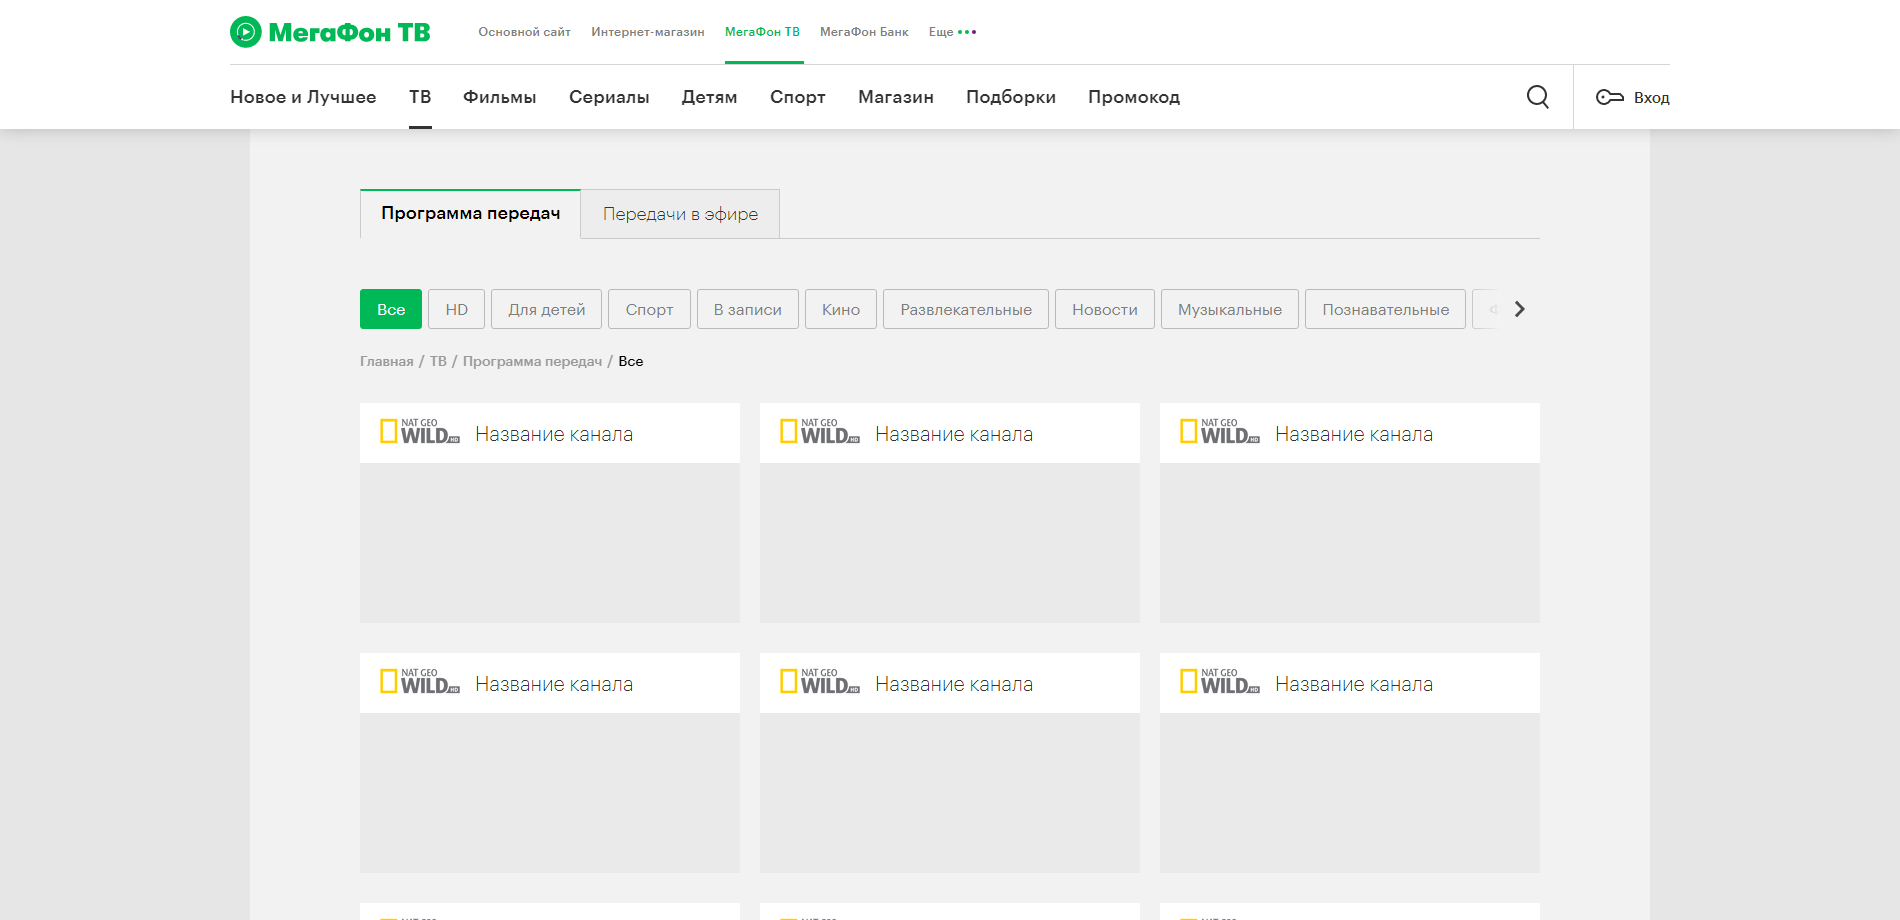 МегаФон ТВ
Основной сайт Интернет-магазин МегаФон ТВ МегаФон Банк Еще
Новое и Лучшее ТВ Фильмы Сериалы Детям Спорт Магазин Подборки Промокод Вход
Программа передач Передачи в эфире
Все HD Для детей Спорт В записи Кино Развлекательные Новости Музыкальные Познавательные
Главная / ТВ / Программа передач / Все
NAT GEO WILD HD Название канала NAT GEO WILD HD Название канала NAT GEO WILD HD Название канала
NAT GEO WILD HD Название канала NAT GEO WILD HD Название канала NAT GEO WILD HD Название канала